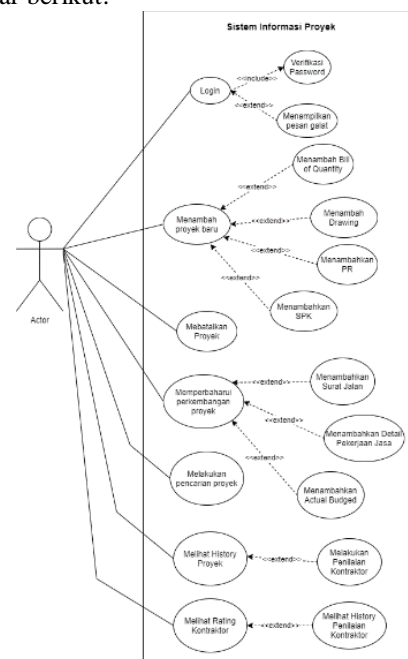 ar berikut:
Sistem Informasi Proyek
Verifikasi
Password
<<include>>
Login
<<extend>>
Menampilkan
pesan galat
Menambah Bill
of Quantity
<<extend>>
Menambah
proyek baru
<<extend>>
Menambah
Drawing
<<extend>>
Menambahkan
PR
<<extend>>
Menambahkan
SPK
Actor
Mebatalkan
Proyek
Memperbaharui
perkembangan
proyek
<<extend>>
Menambahkan
Surat Jalan
<<extend>>
Menambahkan Detail
Pekerjaan Jasa
<<extend>>
Menambahkan
Actual Budged
Melakukan
pencarian proyek
Melihat History
Proyek
<<extend>>
Melakukan
Penilaian
Kontraktor
Melihat Rating
Kontraktor
<<extend>>
Melihat History
Penilaian
Kontraktor